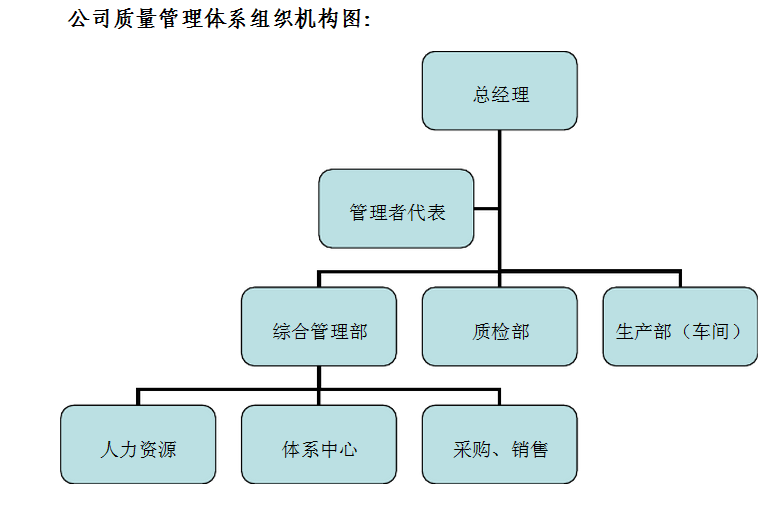 公司质量管理体系组织机构图:
总经理
管理者代表
综合管理部
质检部
生产部（车间）
人力资源
体系中心
采购、销售